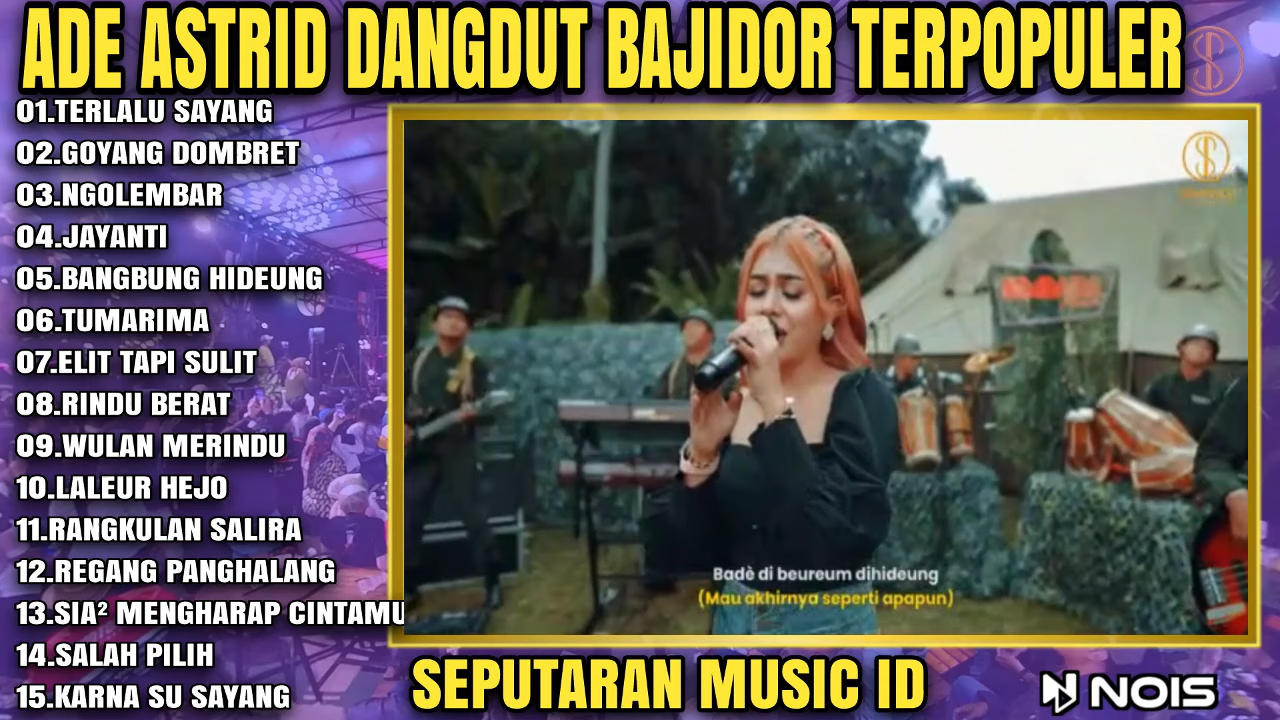 ADE ASTRID DANGDUT BAJIDOR TERPOPULER
01.TERLALU SAYANG
02.GOYANG DOMBRET
03.NGOLEMBAR
04.JAYANTI
05.BANGBUNG HIDEUNG
06.TUMARIMA
07.ELIT TAPI SULIT
08.RINDU BERAT
09.WULAN MERINDU
10.LALEUR HEJO
11.RANGKULAN SALIRA
12.REGANG PANGHALANG
13.SIA² MENGHARAP CINTAMU
14.SALAH PILIH
15.KARNA SU SAYANG
Badè di beureum dihideung
(Mau akhirnya seperti apapun)
SEPUTARAN MUSIC ID
NOIS